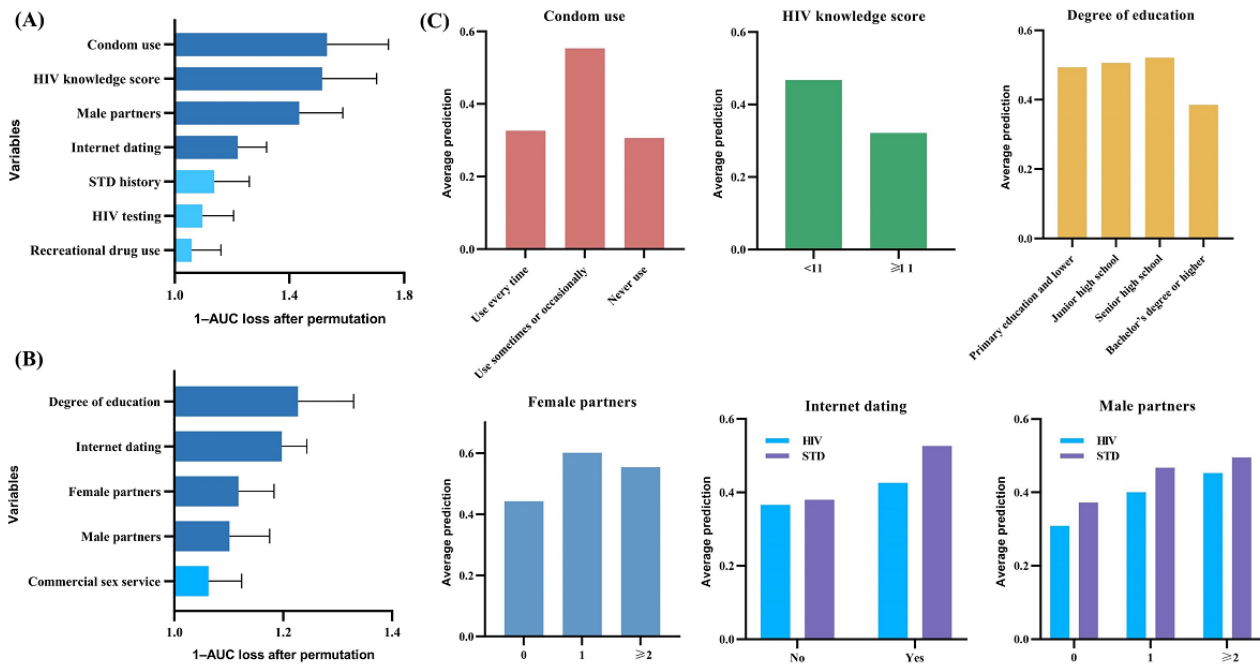 (A)
Variables
Condom use
HIV knowledge score
Male partners
Internet dating
STD history
HIV testing
Recreational drug use
1.0 1.4 1.8
1–AUC loss after permutation
(B)
Variables
Degree of education
Internet dating
Female partners
Male partners
Commercial sex service
1.0 1.2 1.4
1–AUC loss after permutation
(C)
Condom use
Average prediction
0.6
0.4
0.2
0.0
Use every time
Use sometimes or occasionally
Never use
HIV knowledge score
Average prediction
0.6
0.4
0.2
0.0
<11 ≥11
Degree of education
Average prediction
0.6
0.4
0.2
0.0
Primary education and lower
Junior high school
Senior high school
Bachelor's degree or higher
Female partners
Average prediction
0.6
0.4
0.2
0.0
0 1 ≥2
Internet dating
HIV
STD
Average prediction
0.6
0.4
0.2
0.0
No Yes
Male partners
HIV
STD
Average prediction
0.6
0.4
0.2
0.0
0 1 ≥2